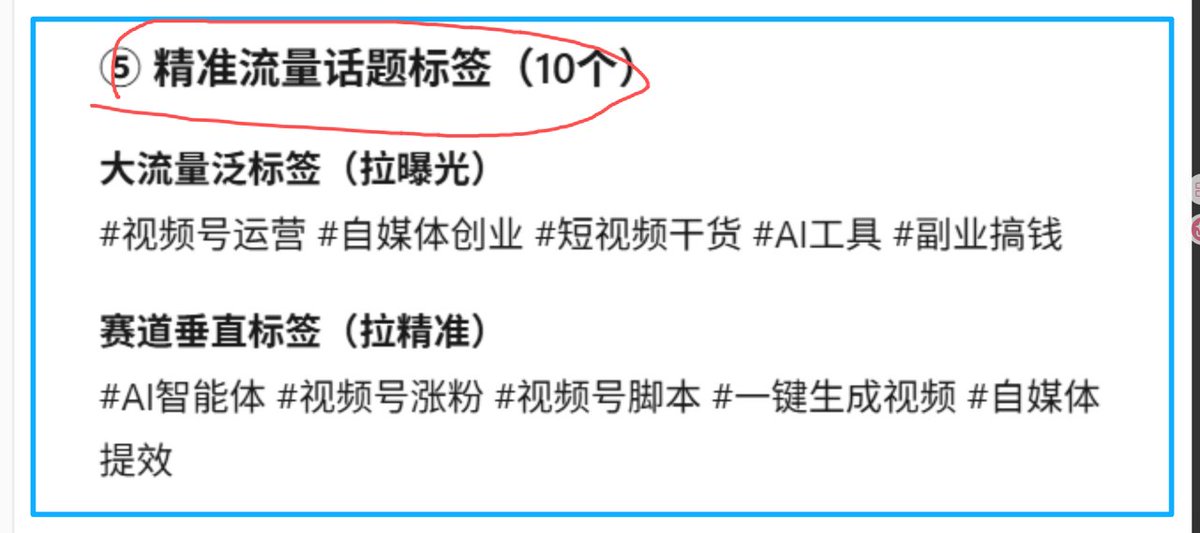 ⑤ 精准流量话题标签（10个）
大流量泛标签（拉曝光）
#视频号运营 #自媒体创业 #短视频干货 #AI工具 #副业搞钱
赛道垂直标签（拉精准）
#AI智能体 #视频号涨粉 #视频号脚本 #一键生成视频 #自媒体
提效